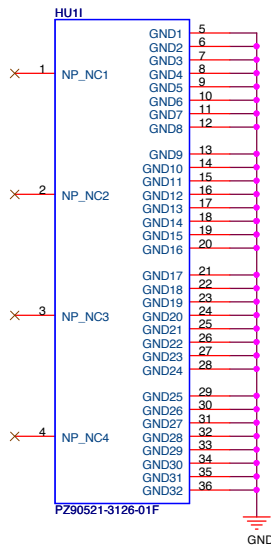 HU1I
GND1 5
GND2 6
GND3 7
1 NP_NC1 GND4 8
GND5 9
GND6 10
GND7 11
GND8 12
GND9 13
GND10 14
GND11 15
2 NP_NC2 GND12 16
GND13 17
GND14 18
GND15 19
GND16 20
GND17 21
GND18 22
GND19 23
3 NP_NC3 GND20 24
GND21 25
GND22 26
GND23 27
GND24 28
GND25 29
GND26 30
GND27 31
4 NP_NC4 GND28 32
GND29 33
GND30 34
GND31 35
GND32 36
PZ90521-3126-01F
GND